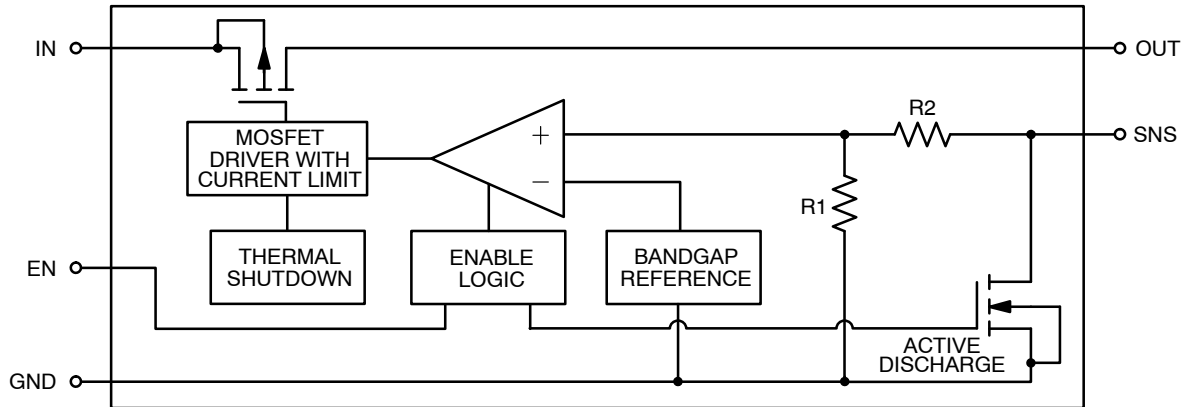 IN
OUT
R2
SNS
MOSFET
DRIVER WITH
CURRENT LIMIT
+
−
R1
THERMAL
SHUTDOWN
ENABLE
LOGIC
BANDGAP
REFERENCE
EN
ACTIVE
DISCHARGE
GND